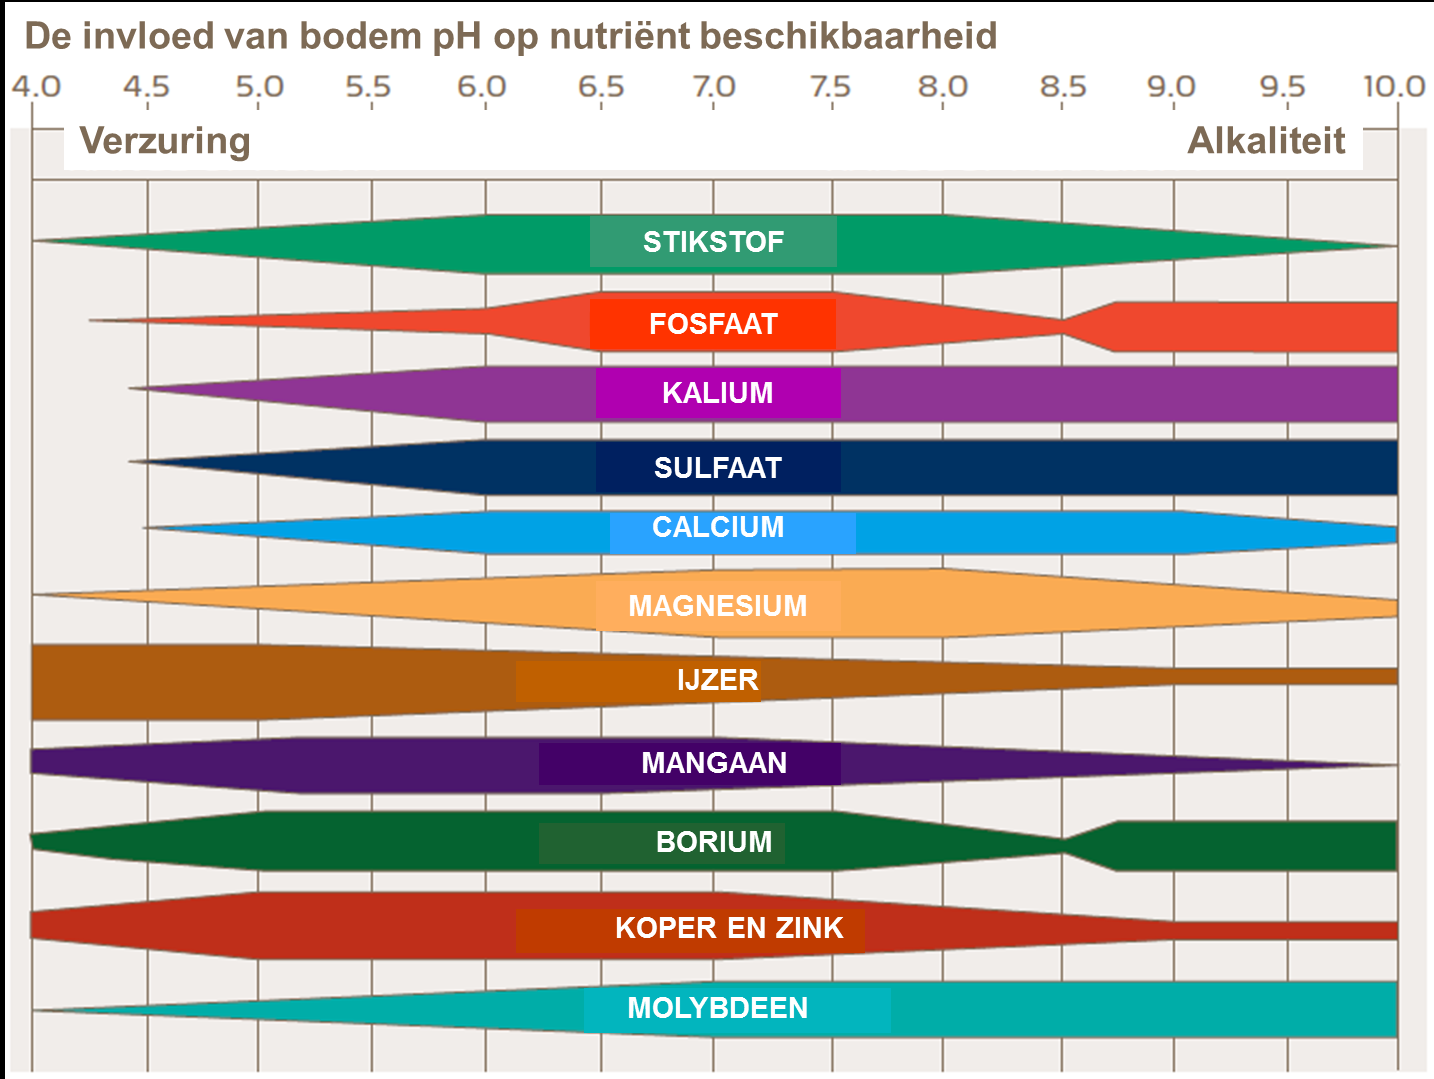 De invloed van bodem pH op nutriënt beschikbaarheid
4.0 4.5 5.0 5.5 6.0 6.5 7.0 7.5 8.0 8.5 9.0 9.5 10.0
Verzuring Alkaliteit
STIKSTOF
FOSFAAT
KALIUM
SULFAAT
CALCIUM
MAGNESIUM
IJZER
MANGAAN
BORIUM
KOPER EN ZINK
MOLYBDEEN